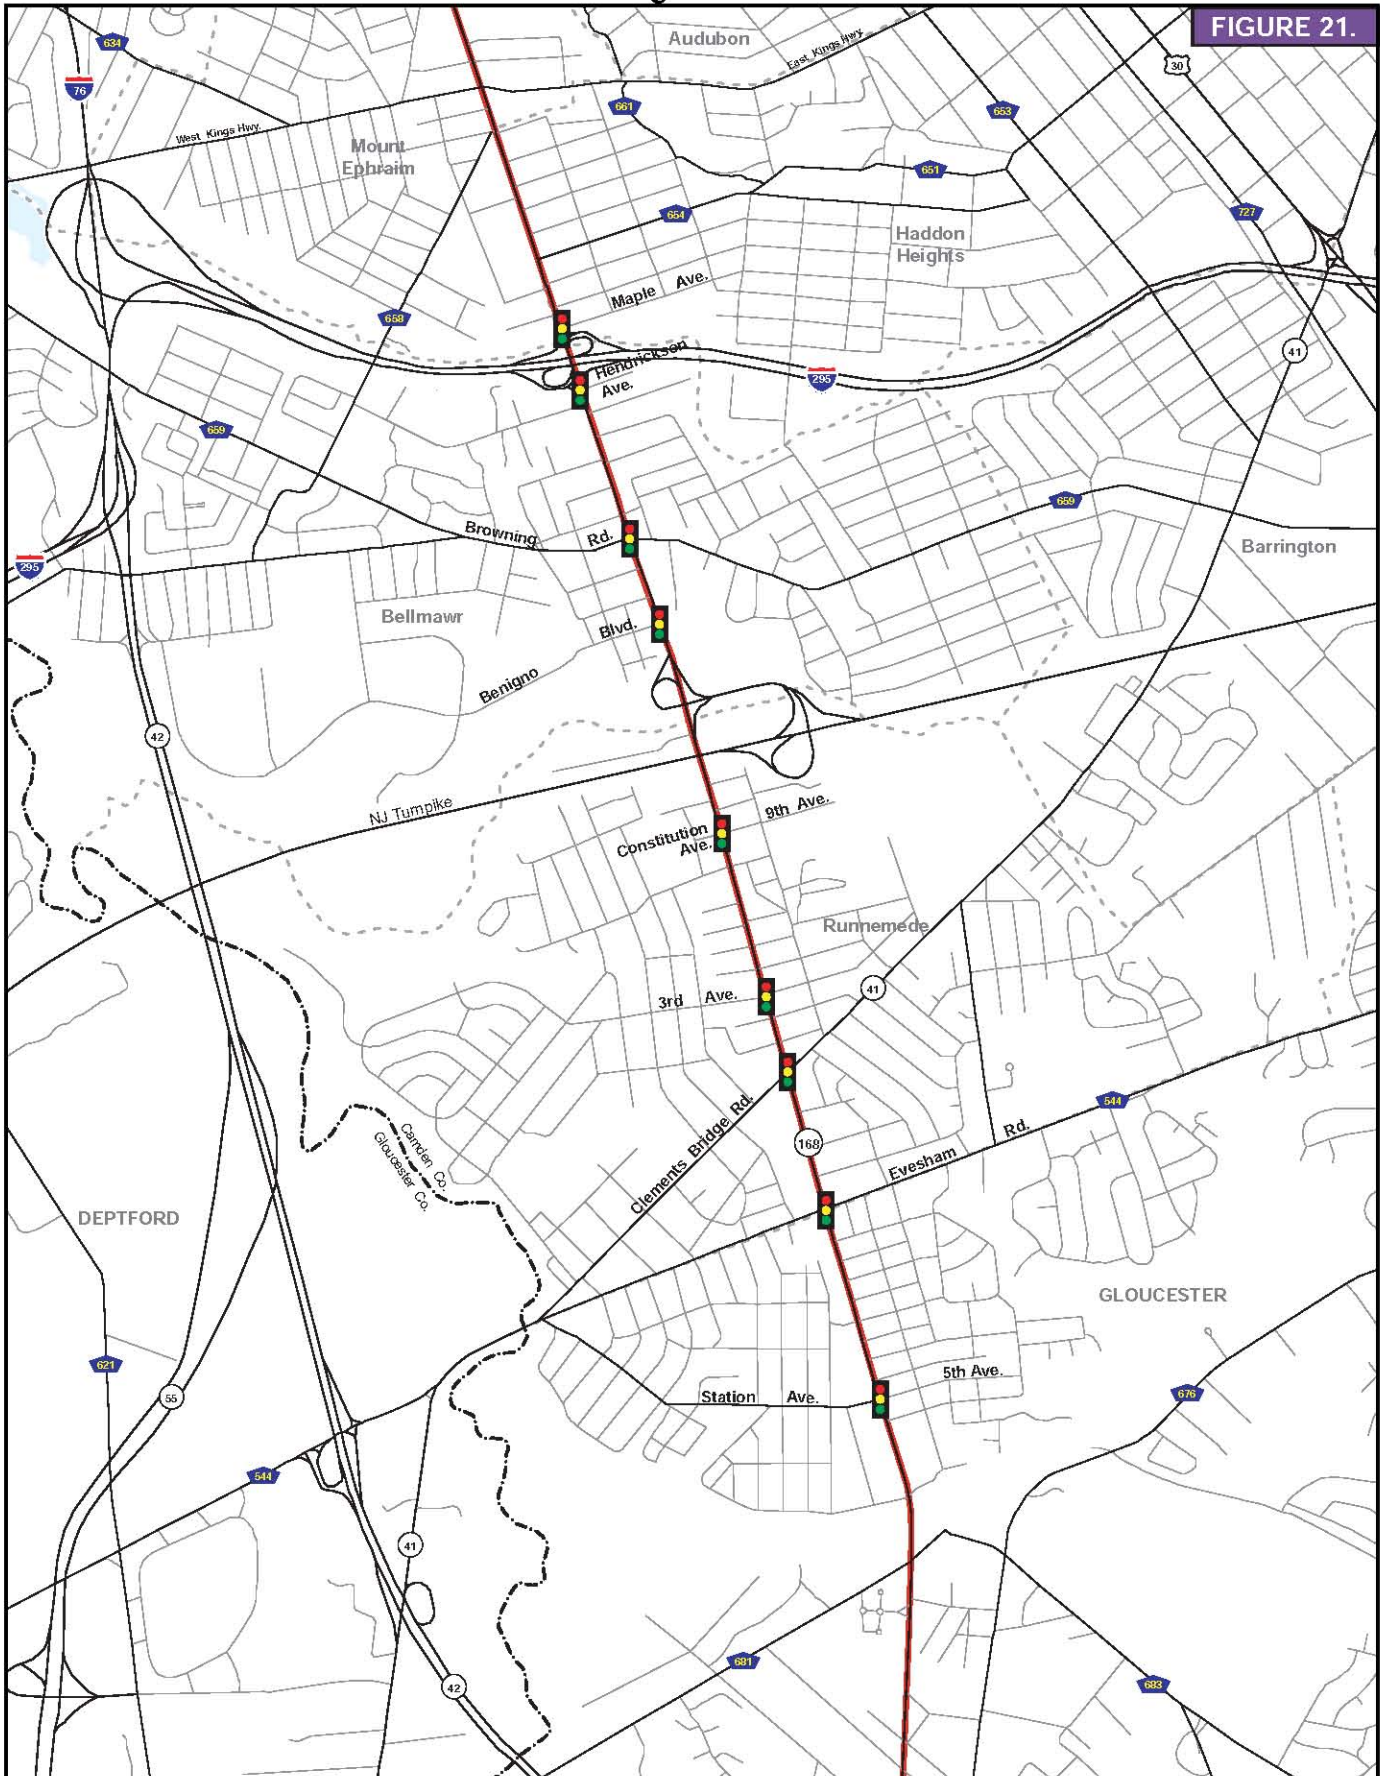 FIGURE 21.
634
Audubon
East Kings Hwy.
30
76
661
653
West Kings Hwy.
Mount
Ephraim
651
654
727
Haddon
Heights
Maple Ave.
658
Hendrickson
Ave.
41
295
659
659
Browning Rd.
Barrington
295
Bellmawr
Blvd.
Benigno
42
NJ Turnpike
9th Ave.
Constitution
Ave.
Runnemede
3rd Ave.
41
Clements Bridge Rd.
544
168
Evesham Rd.
Camden Co.
Gloucester Co.
DEPTFORD
GLOUCESTER
621
5th Ave.
55
Station Ave.
676
544
41
681
42
683